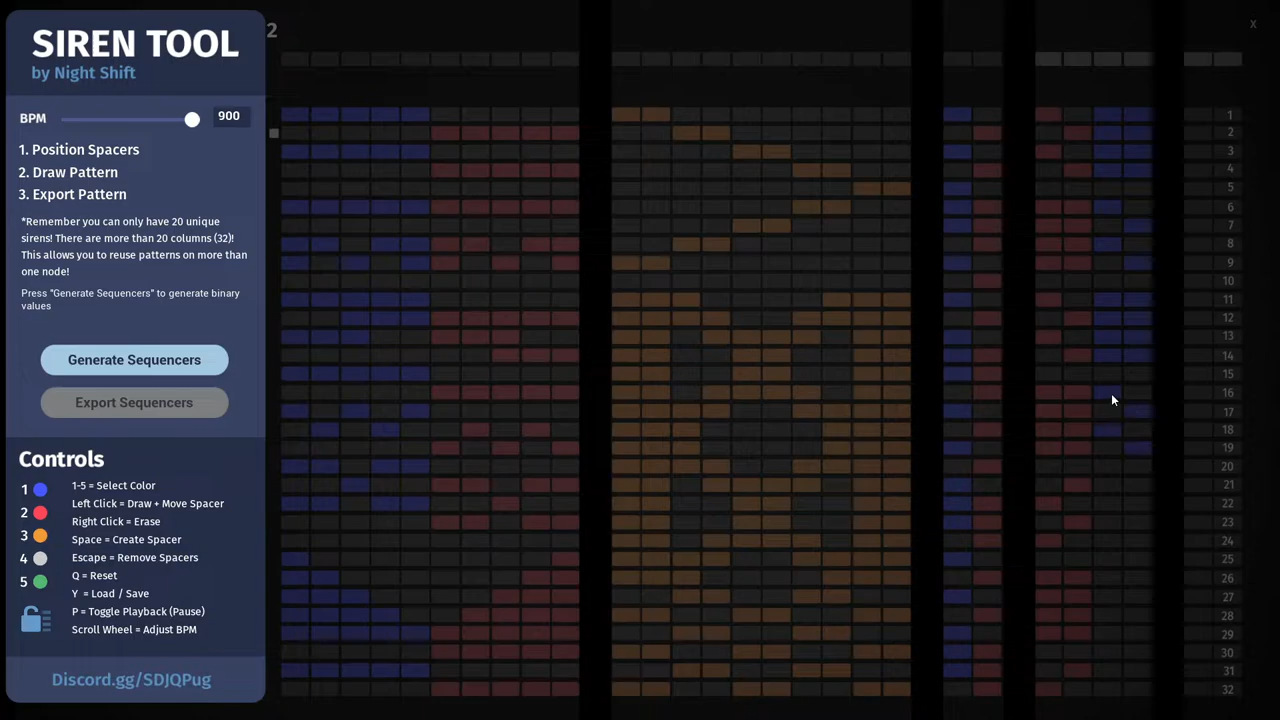 SIREN TOOL
by Night Shift
2
X
BPM
900
1. Position Spacers
2. Draw Pattern
3. Export Pattern
*Remember you can only have 20 unique
sirens! There are more than 20 columns (32)!
This allows you to reuse patterns on more than
one node!
Press "Generate Sequencers" to generate binary
values
Generate Sequencers
Export Sequencers
Controls
1
2
3
4
5
1-5 = Select Color
Left Click = Draw + Move Spacer
Right Click = Erase
Space = Create Spacer
Escape = Remove Spacers
Q = Reset
Y = Load / Save
P = Toggle Playback (Pause)
Scroll Wheel = Adjust BPM
Discord.gg/SDJQPug
1
2
3
4
5
6
7
8
9
10
11
12
13
14
15
16
17
18
19
20
21
22
23
24
25
26
27
28
29
30
31
32